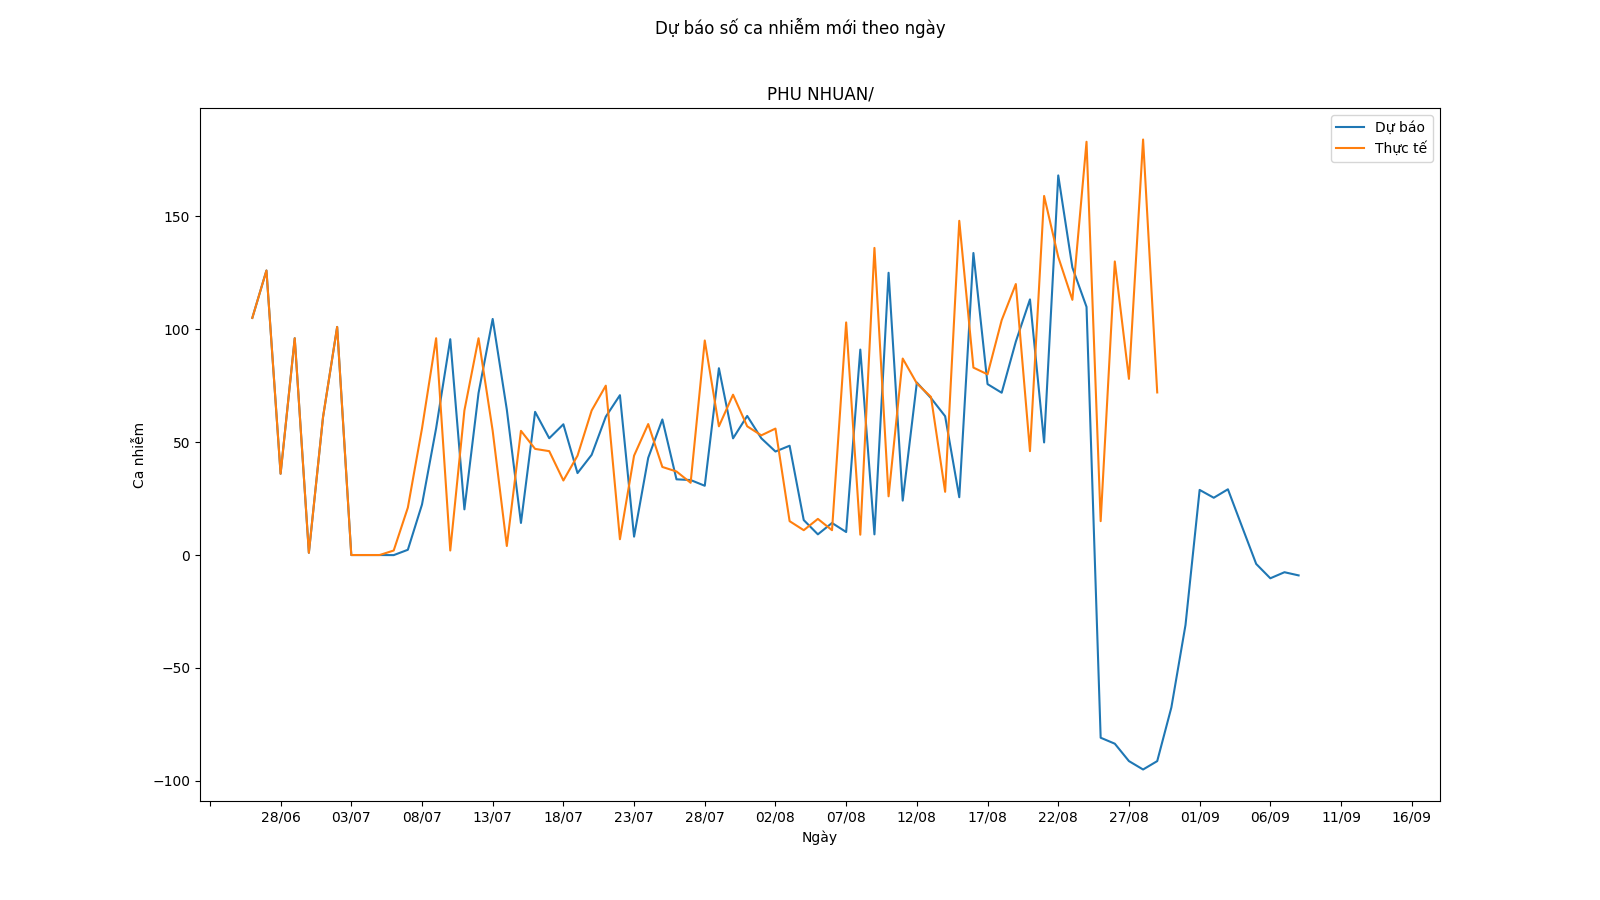 Dự báo số ca nhiễm mới theo ngày
PHU NHUAN/
Dự báo
Thực tế
150
100
50
0
−50
−100
Ca nhiễm
28/06 03/07 08/07 13/07 18/07 23/07 28/07 02/08 07/08 12/08 17/08 22/08 27/08 01/09 06/09 11/09 16/09
Ngày